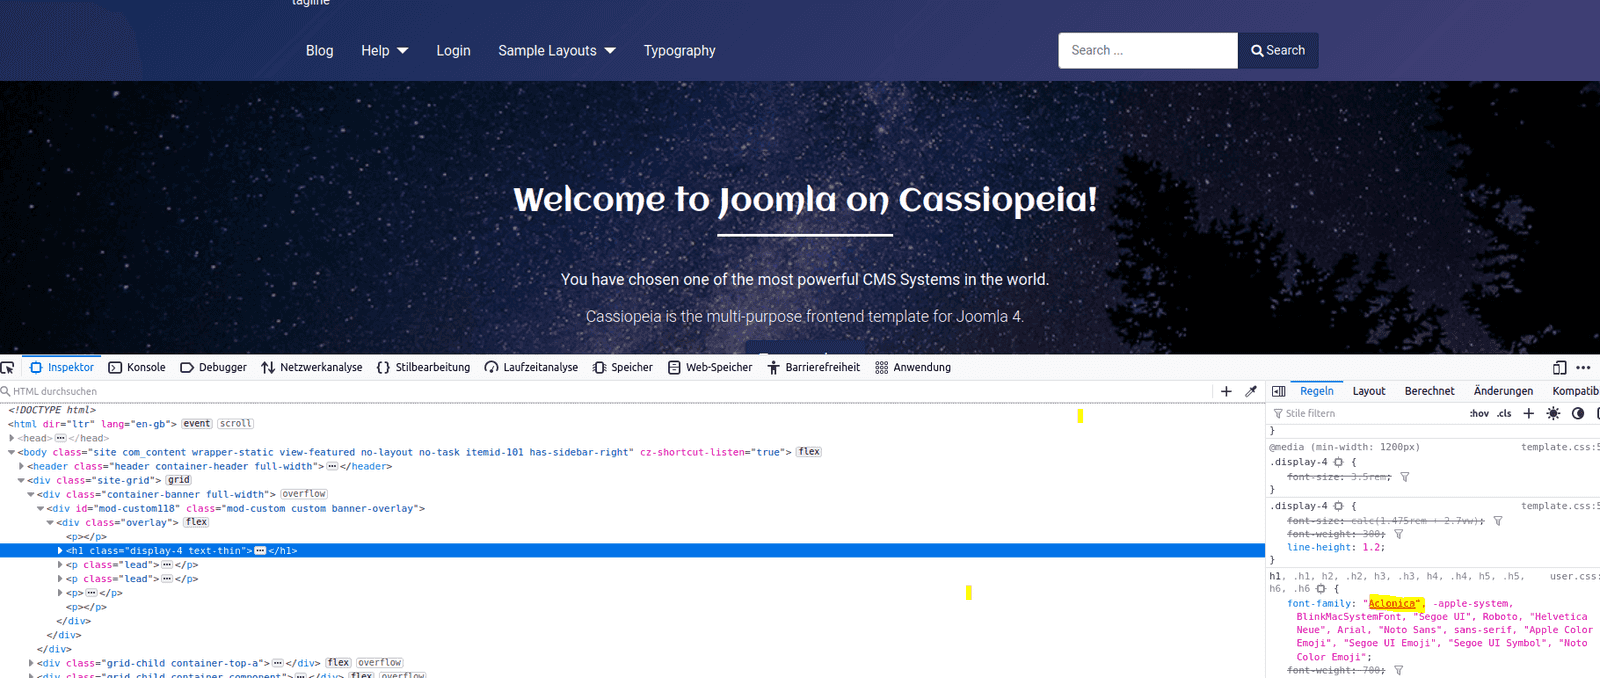 tagline
Blog Help Login Sample Layouts Typography Search ... Search
Welcome to Joomla on Cassiopeia!
You have chosen one of the most powerful CMS Systems in the world.
Cassiopeia is the multi-purpose frontend template for Joomla 4.
Inspektor Konsole Debugger Netzwerkanalyse {} Stilbearbeitung Laufzeitanalyse Speicher Web-Speicher Barrierefreiheit Anwendung
HTML durchsuchen +
<!DOCTYPE html>
<html dir="ltr" lang="en-gb"> event scroll
<head> ... </head>
<body class="site com_content wrapper-static view-featured no-layout no-task itemid-101 has-sidebar-right" cz-shortcut-listen="true"> flex
<header class="header container-header full-width"> ... </header>
<div class="site-grid"> grid
<div class="container-banner full-width"> overflow
<div id="mod-custom118" class="mod-custom custom banner-overlay">
<div class="overlay"> flex
<p></p>
<h1 class="display-4 text-thin"> ... </h1>
<p class="lead"> ... </p>
<p class="lead"> ... </p>
<p> ... </p>
<p></p>
</div>
</div>
</div>
<div class="grid-child container-top-a"> ... </div> flex overflow
<div class="grid-child container-component"> ... </div> flex overflow
Regeln Layout Berechnet Änderungen Kompatib
Stile filtern :hov .cls +
}
@media (min-width: 1200px) template.css:5
.display-4 {
font-size: 3.5rem;
}
.display-4 { template.css:5
font-size: calc(1.475rem + 2.7vw);
font-weight: 300;
line-height: 1.2;
}
h1, .h1, h2, .h2, h3, .h3, h4, .h4, h5, .h5, user.css:
h6, .h6 {
font-family: "Aclonica", -apple-system,
BlinkMacSystemFont, "Segoe UI", Roboto, "Helvetica
Neue", Arial, "Noto Sans", sans-serif, "Apple Color
Emoji", "Segoe UI Emoji", "Segoe UI Symbol", "Noto
Color Emoji";
font-weight: 700;